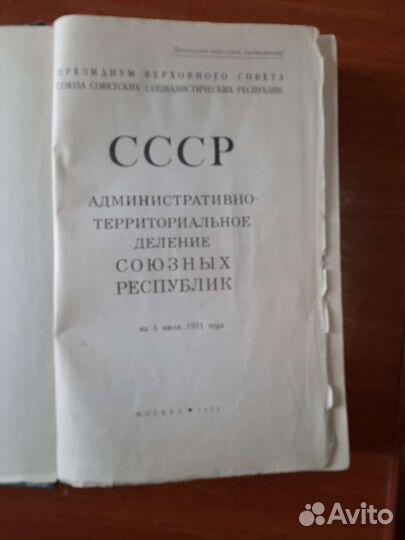 Пролетарии всех стран, соединяйтесь!
ПРЕЗИДИУМ ВЕРХОВНОГО СОВЕТА
СОЮЗА СОВЕТСКИХ СОЦИАЛИСТИЧЕСКИХ РЕСПУБЛИК
СССР
АДМИНИСТРАТИВНО-
ТЕРРИТОРИАЛЬНОЕ
ДЕЛЕНИЕ
СОЮЗНЫХ
РЕСПУБЛИК
на 1 июля 1971 года
МОСКВА • 1971
Avito